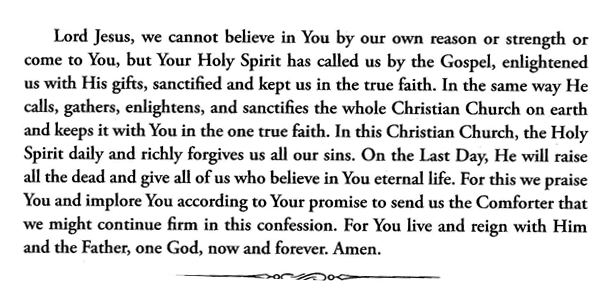 Lord Jesus, we cannot believe in You by our own reason or strength or
come to You, but Your Holy Spirit has called us by the Gospel, enlightened
us with His gifts, sanctified and kept us in the true faith. In the same way He
calls, gathers, enlightens, and sanctifies the whole Christian Church on earth
and keeps it with You in the one true faith. In this Christian Church, the Holy
Spirit daily and richly forgives us all our sins. On the Last Day, He will raise
all the dead and give all of us who believe in You eternal life. For this we praise
You and implore You according to Your promise to send us the Comforter that
we might continue firm in this confession. For You live and reign with Him
and the Father, one God, now and forever. Amen.